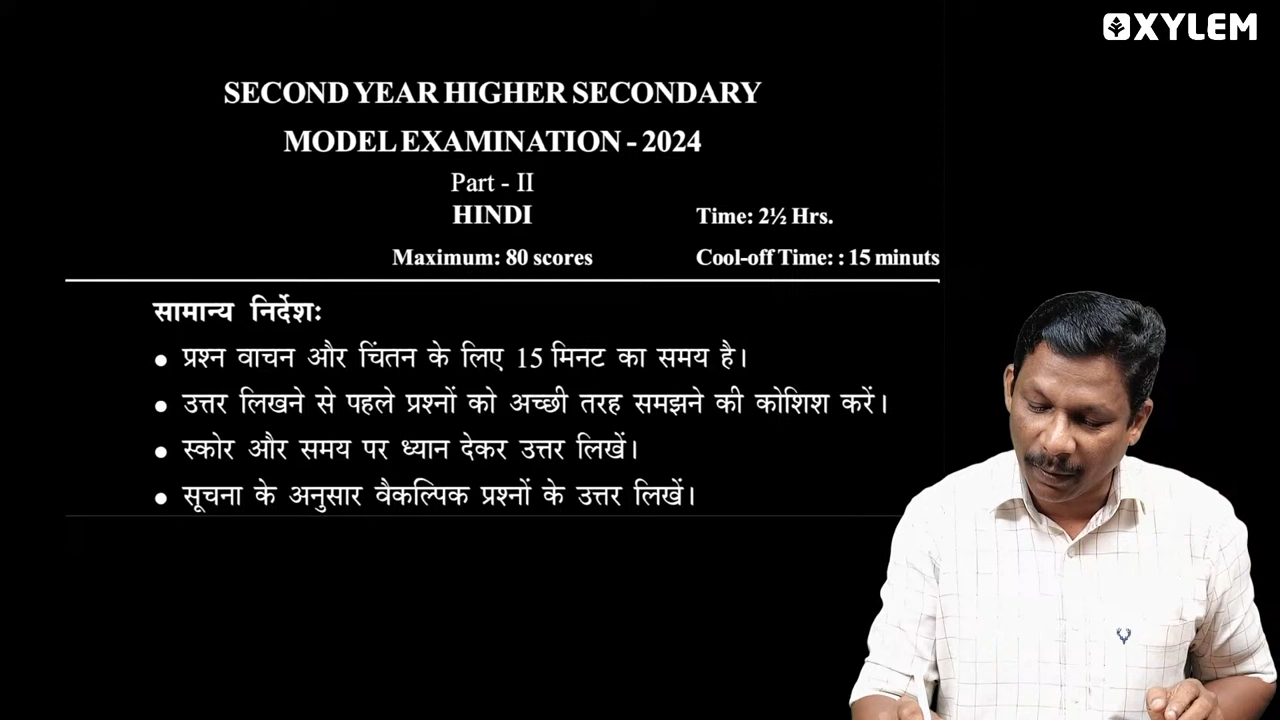 XYLEM
SECOND YEAR HIGHER SECONDARY
MODEL EXAMINATION - 2024
Part - II
HINDI Time: 2½ Hrs.
Maximum: 80 scores Cool-off Time: : 15 minuts
सामान्य निर्देशः
● प्रश्न वाचन और चिंतन के लिए 15 मिनट का समय है।
● उत्तर लिखने से पहले प्रश्नों को अच्छी तरह समझने की कोशिश करें।
● स्कोर और समय पर ध्यान देकर उत्तर लिखें।
● सूचना के अनुसार वैकल्पिक प्रश्नों के उत्तर लिखें।